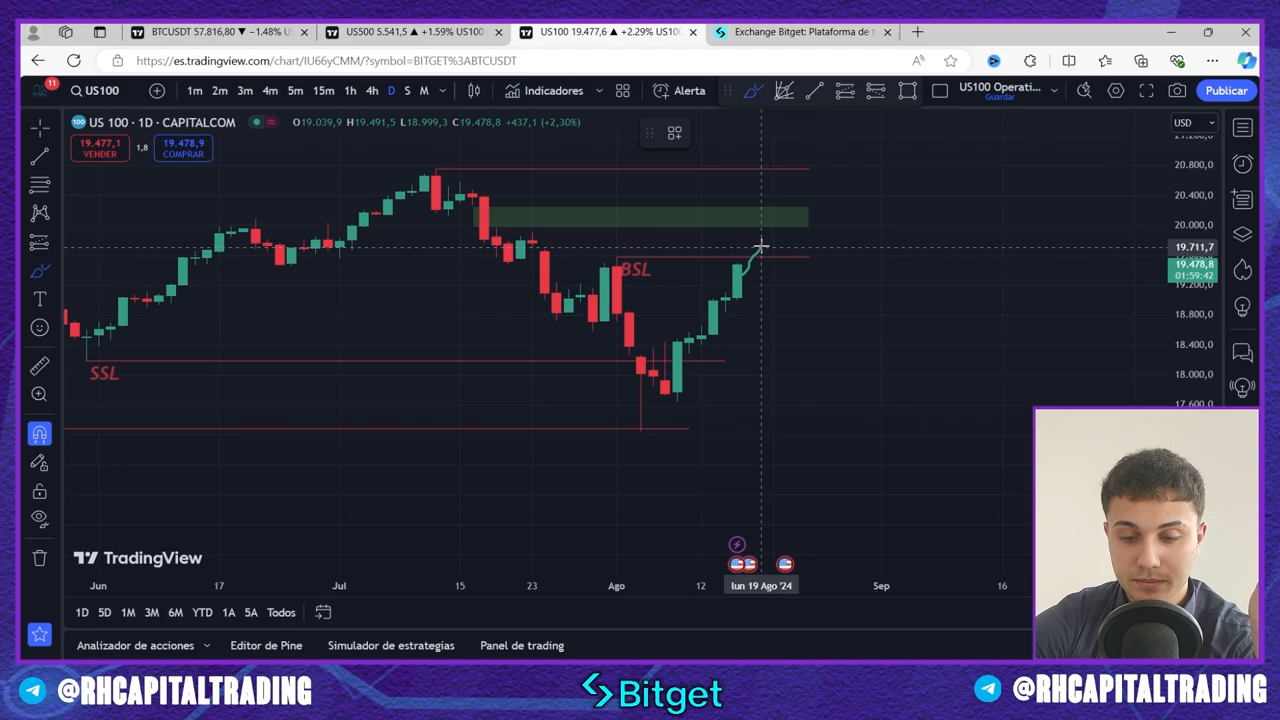 BTCUSDT 57.816,80 ▼ −1.48% U
US500 5.541,5 ▲ +1.59% US100
US100 19.477,6 ▲ +2.29% US100
Exchange Bitget: Plataforma de t
https://es.tradingview.com/chart/IU66yCMM/?symbol=BITGET%3ABTCUSDT
11
US100
1m 2m 3m 4m 5m 15m 1h 4h D S M
Indicadores
Alerta
US100 Operati...
Guardar
Publicar
100 US 100 · 1D · CAPITALCOM
O19.039,9 H19.491,5 L18.999,3 C19.478,8 +437,1 (+2,30%)
USD
19.477,1
VENDER
1,8
19.478,9
COMPRAR
20.800,0
20.400,0
20.000,0
19.711,7
19.478,8
01:59:42
19.200,0
18.800,0
18.400,0
18.000,0
17.600,0
BSL
SSL
TradingView
Jun 17 Jul 15 23 Ago 12 lun 19 Ago '24 Sep 16
1D 5D 1M 3M 6M YTD 1A 5A Todos
Analizador de acciones
Editor de Pine
Simulador de estrategias
Panel de trading
@RHCAPITALTRADING
Bitget
@RHCAPITALTRADING